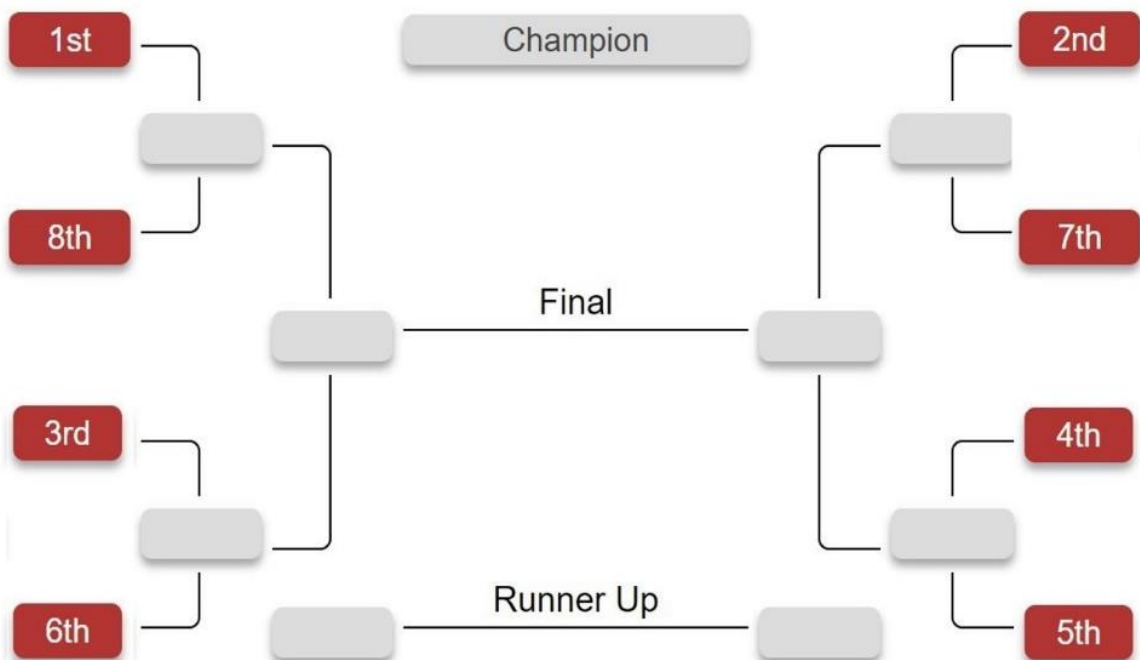 1st
Champion
2nd
8th
7th
Final
3rd
4th
Runner Up
6th
5th